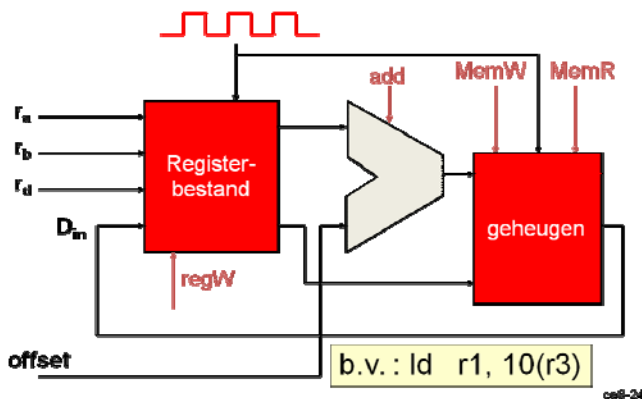 add
MemW
MemR
ra
rb
rd
Din
Register-
bestand
geheugen
regW
offset
b.v. : ld r1, 10(r3)